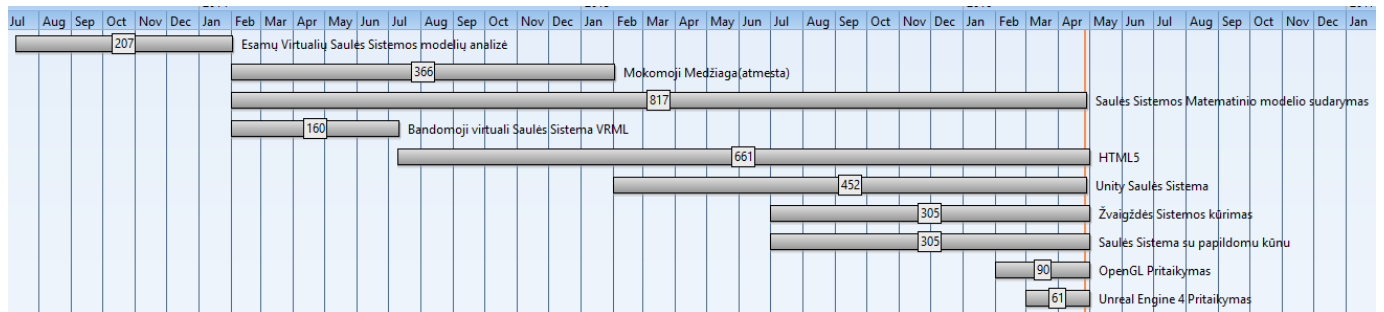 Jul Aug Sep Oct Nov Dec Jan Feb Mar Apr May Jun Jul Aug Sep Oct Nov Dec Jan Feb Mar Apr May Jun Jul Aug Sep Oct Nov Dec Jan Feb Mar Apr May Jun Jul Aug Sep Oct Nov Dec Jan
207 Esamų Virtualių Saulės Sistemos modelių analizė
366 Mokomoji Medžiaga(atmesta)
817 Saulės Sistemos Matematinio modelio sudarymas
160 Bandomoji virtuali Saulės Sistema VRML
661 HTML5
452 Unity Saulės Sistema
305 Žvaigždės Sistemos kūrimas
305 Saulės Sistema su papildomu kūnu
90 OpenGL Pritaikymas
61 Unreal Engine 4 Pritaikymas